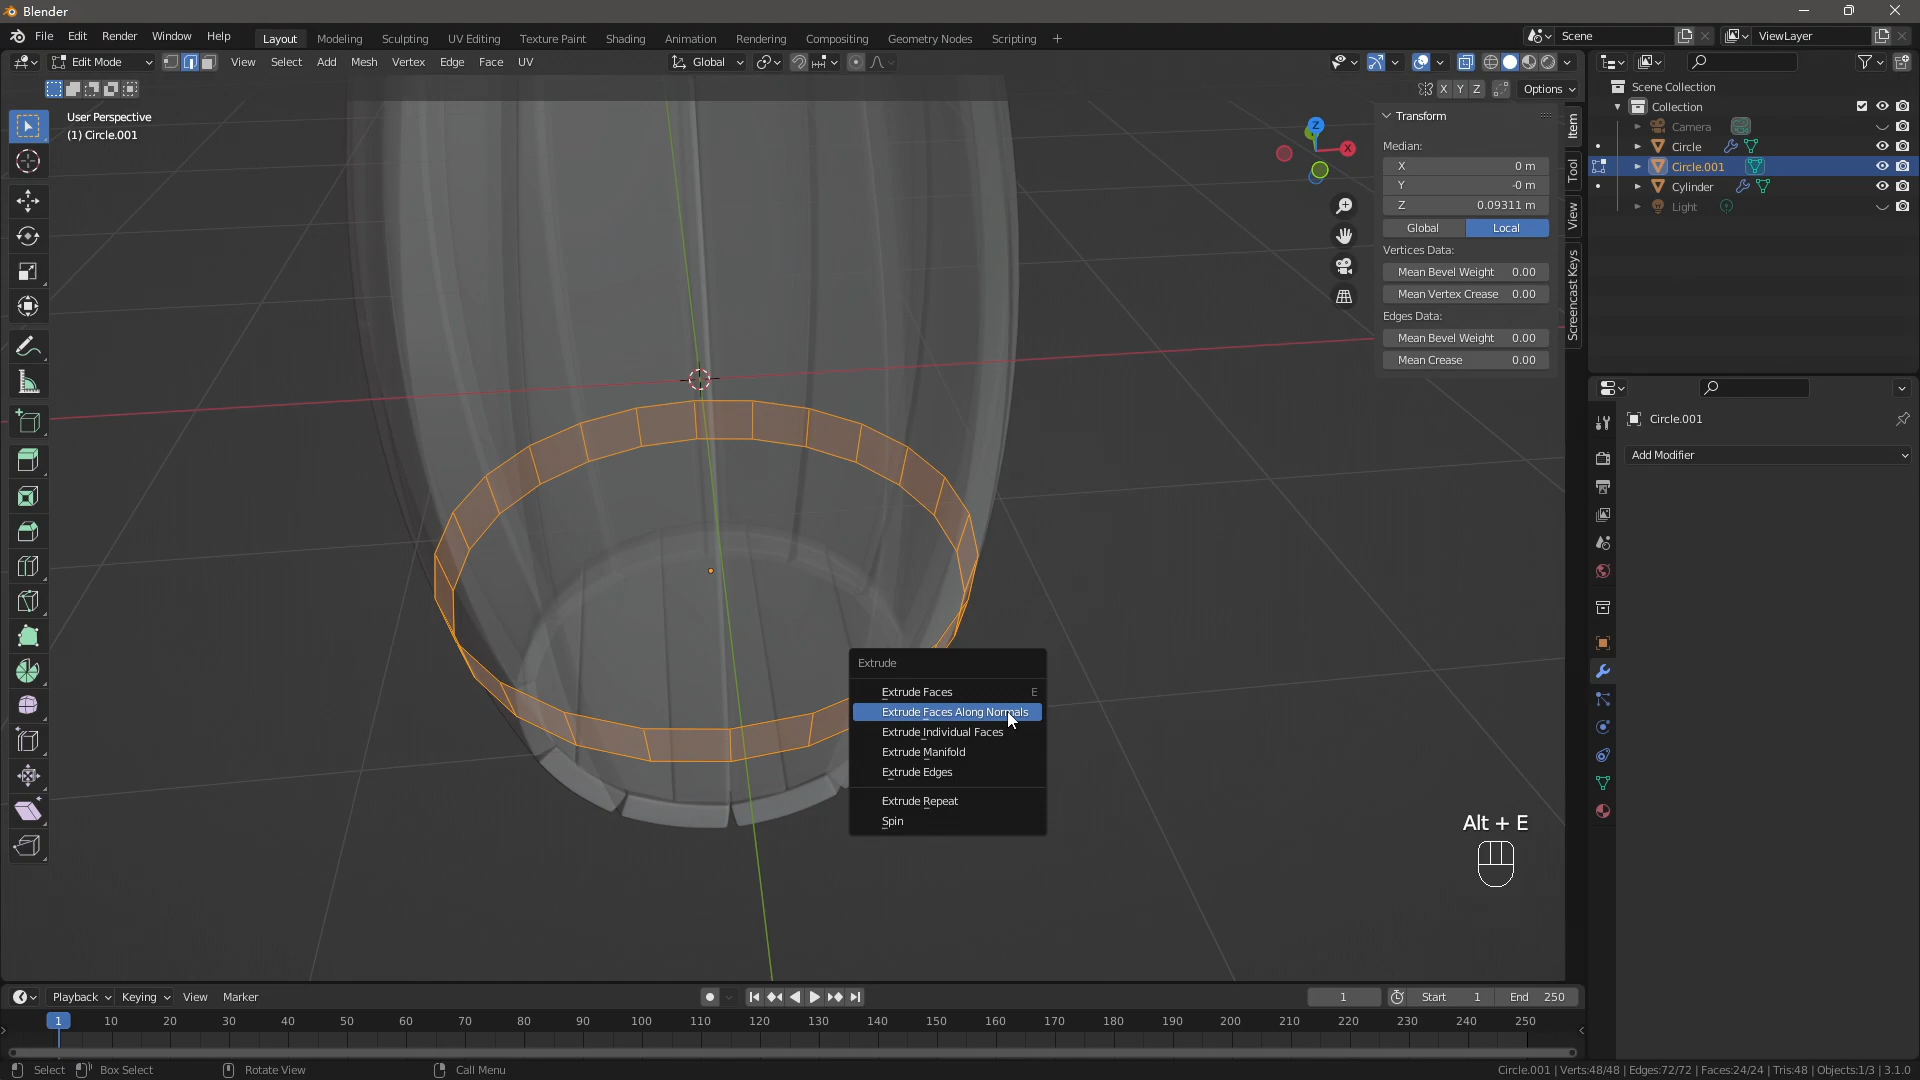 Blender
File Edit Render Window Help
Layout Modeling Sculpting UV Editing Texture Paint Shading Animation Rendering Compositing Geometry Nodes Scripting +
Scene
ViewLayer
Edit Mode
View Select Add Mesh Vertex Edge Face UV
Global
X Y Z
Options
User Perspective
(1) Circle.001
Z
X
Transform
Median:
X 0 m
Y -0 m
Z 0.09311 m
Global Local
Vertices Data:
Mean Bevel Weight 0.00
Mean Vertex Crease 0.00
Edges Data:
Mean Bevel Weight 0.00
Mean Crease 0.00
Item
Tool
View
Screencast Keys
Scene Collection
Collection
Camera
Circle
Circle.001
Cylinder
Light
Circle.001
Add Modifier
Extrude
Extrude Faces E
Extrude Faces Along Normals
Extrude Individual Faces
Extrude Manifold
Extrude Edges
Extrude Repeat
Spin
Alt + E
Playback Keying View Marker
1
Start 1
End 250
1 10 20 30 40 50 60 70 80 90 100 110 120 130 140 150 160 170 180 190 200 210 220 230 240 250
Select Box Select Rotate View Call Menu
Circle.001 | Verts:48/48 | Edges:72/72 | Faces:24/24 | Tris:48 | Objects:1/3 | 3.1.0